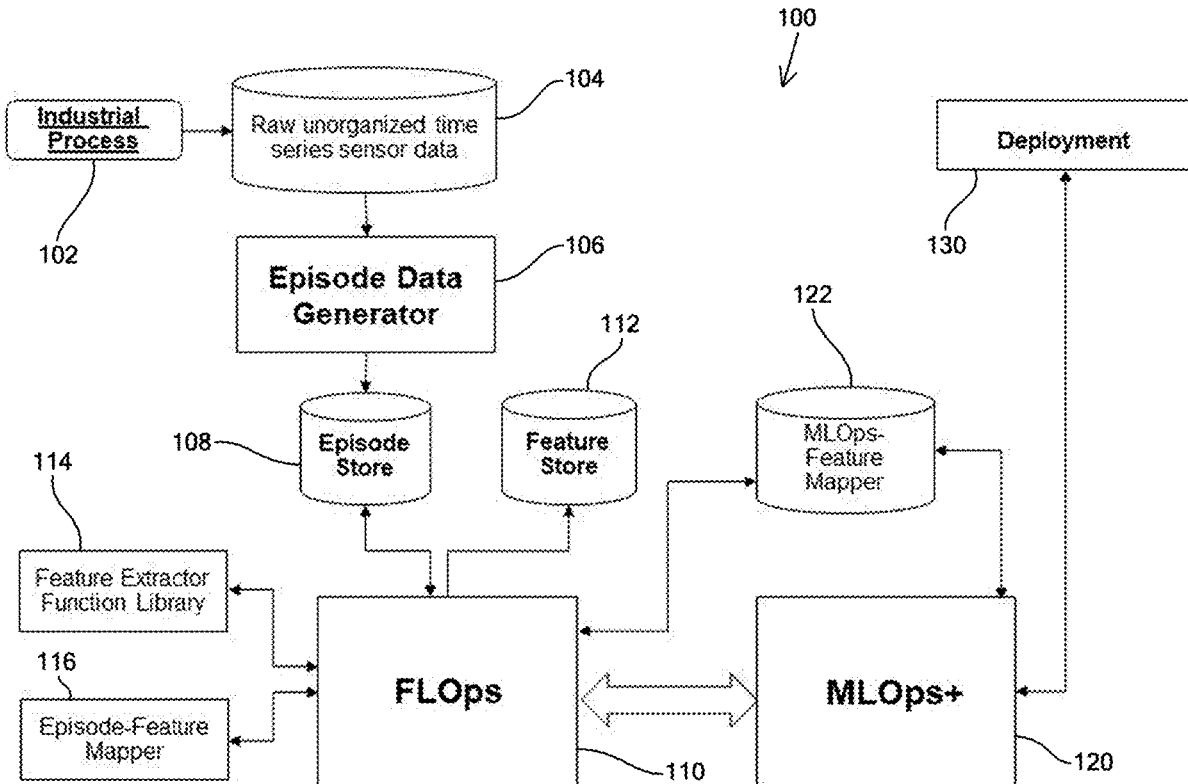 100
104
Industrial
Process
Raw unorganized time
series sensor data
Deployment
102
106
130
Episode Data
Generator
112
122
108
Episode
Store
Feature
Store
MLOps-
Feature
Mapper
114
Feature Extractor
Function Library
116
FLOps
MLOps+
Episode-Feature
Mapper
110
120